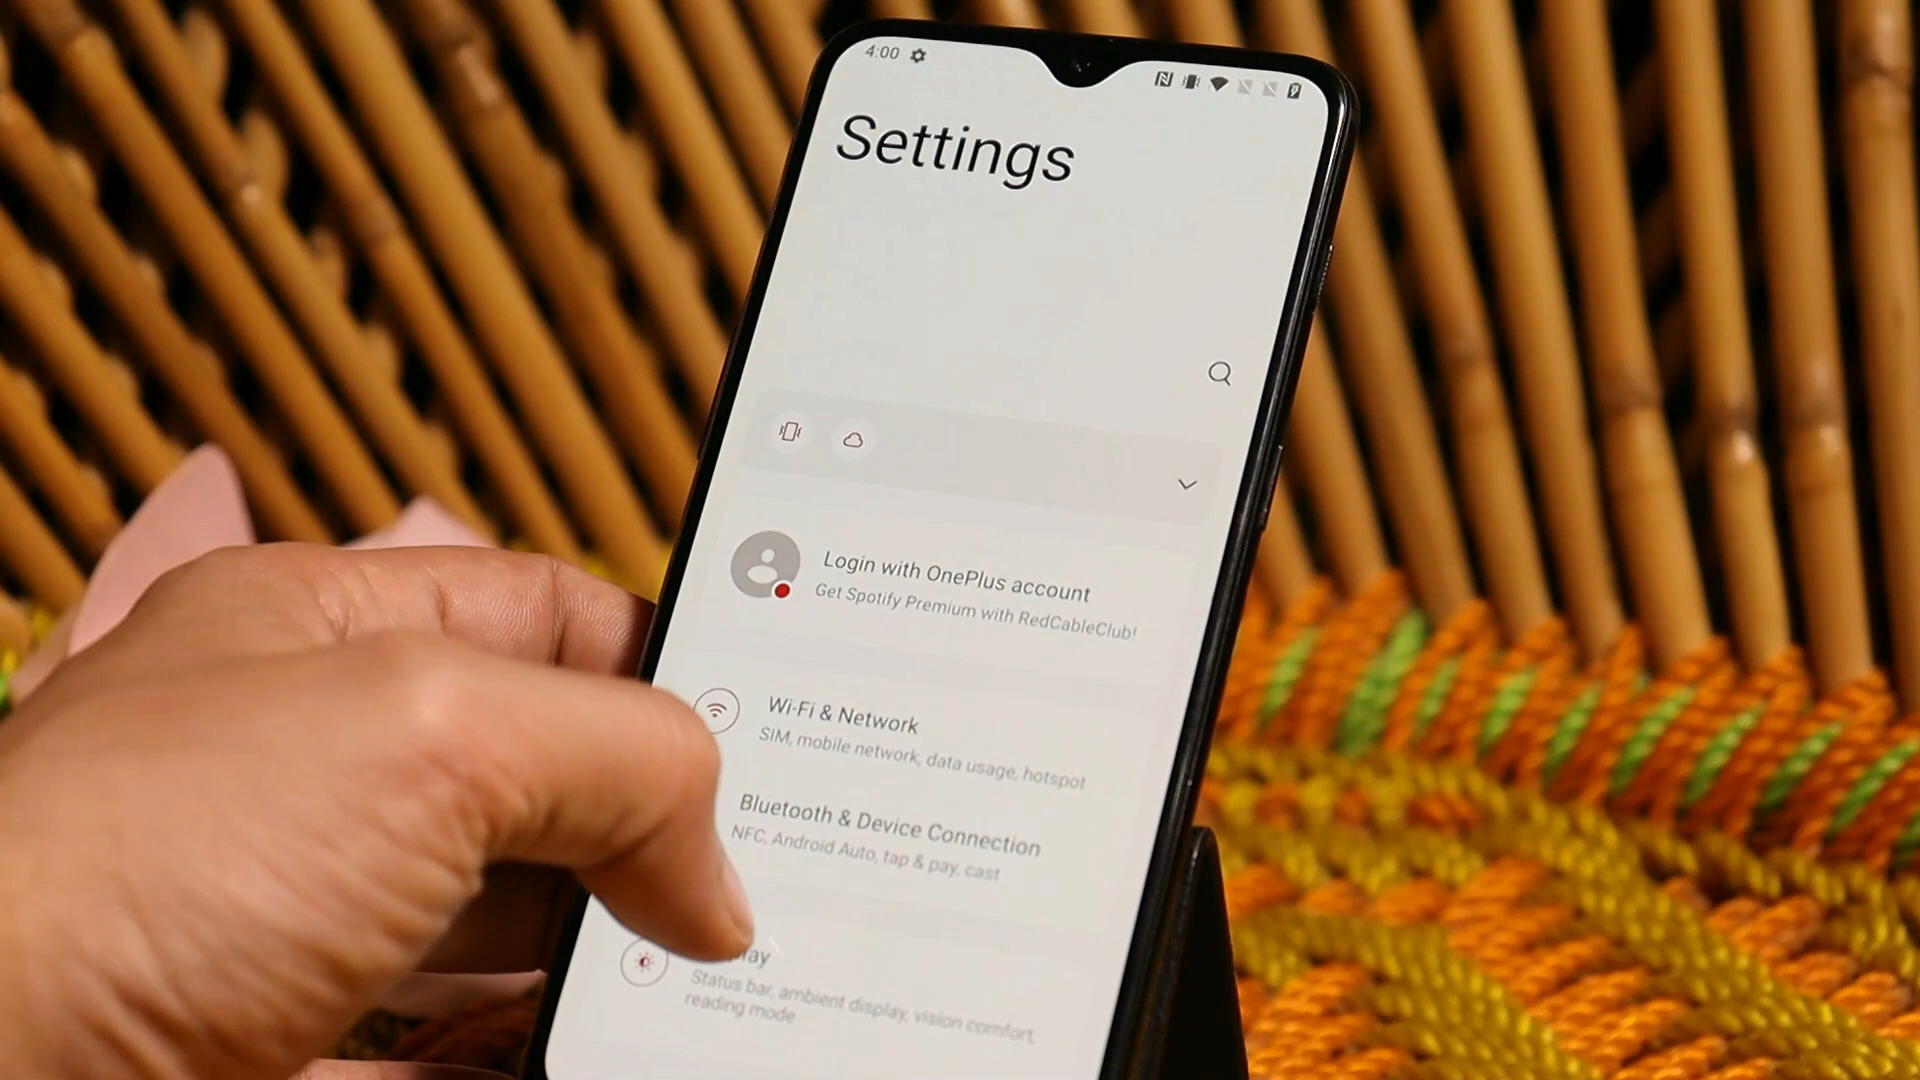 4:00
Settings
Login with OnePlus account
Get Spotify Premium with RedCableClub!
Wi-Fi & Network
SIM, mobile network, data usage, hotspot
Bluetooth & Device Connection
NFC, Android Auto, tap & pay, cast
Status bar, ambient display, vision comfort,
reading mode